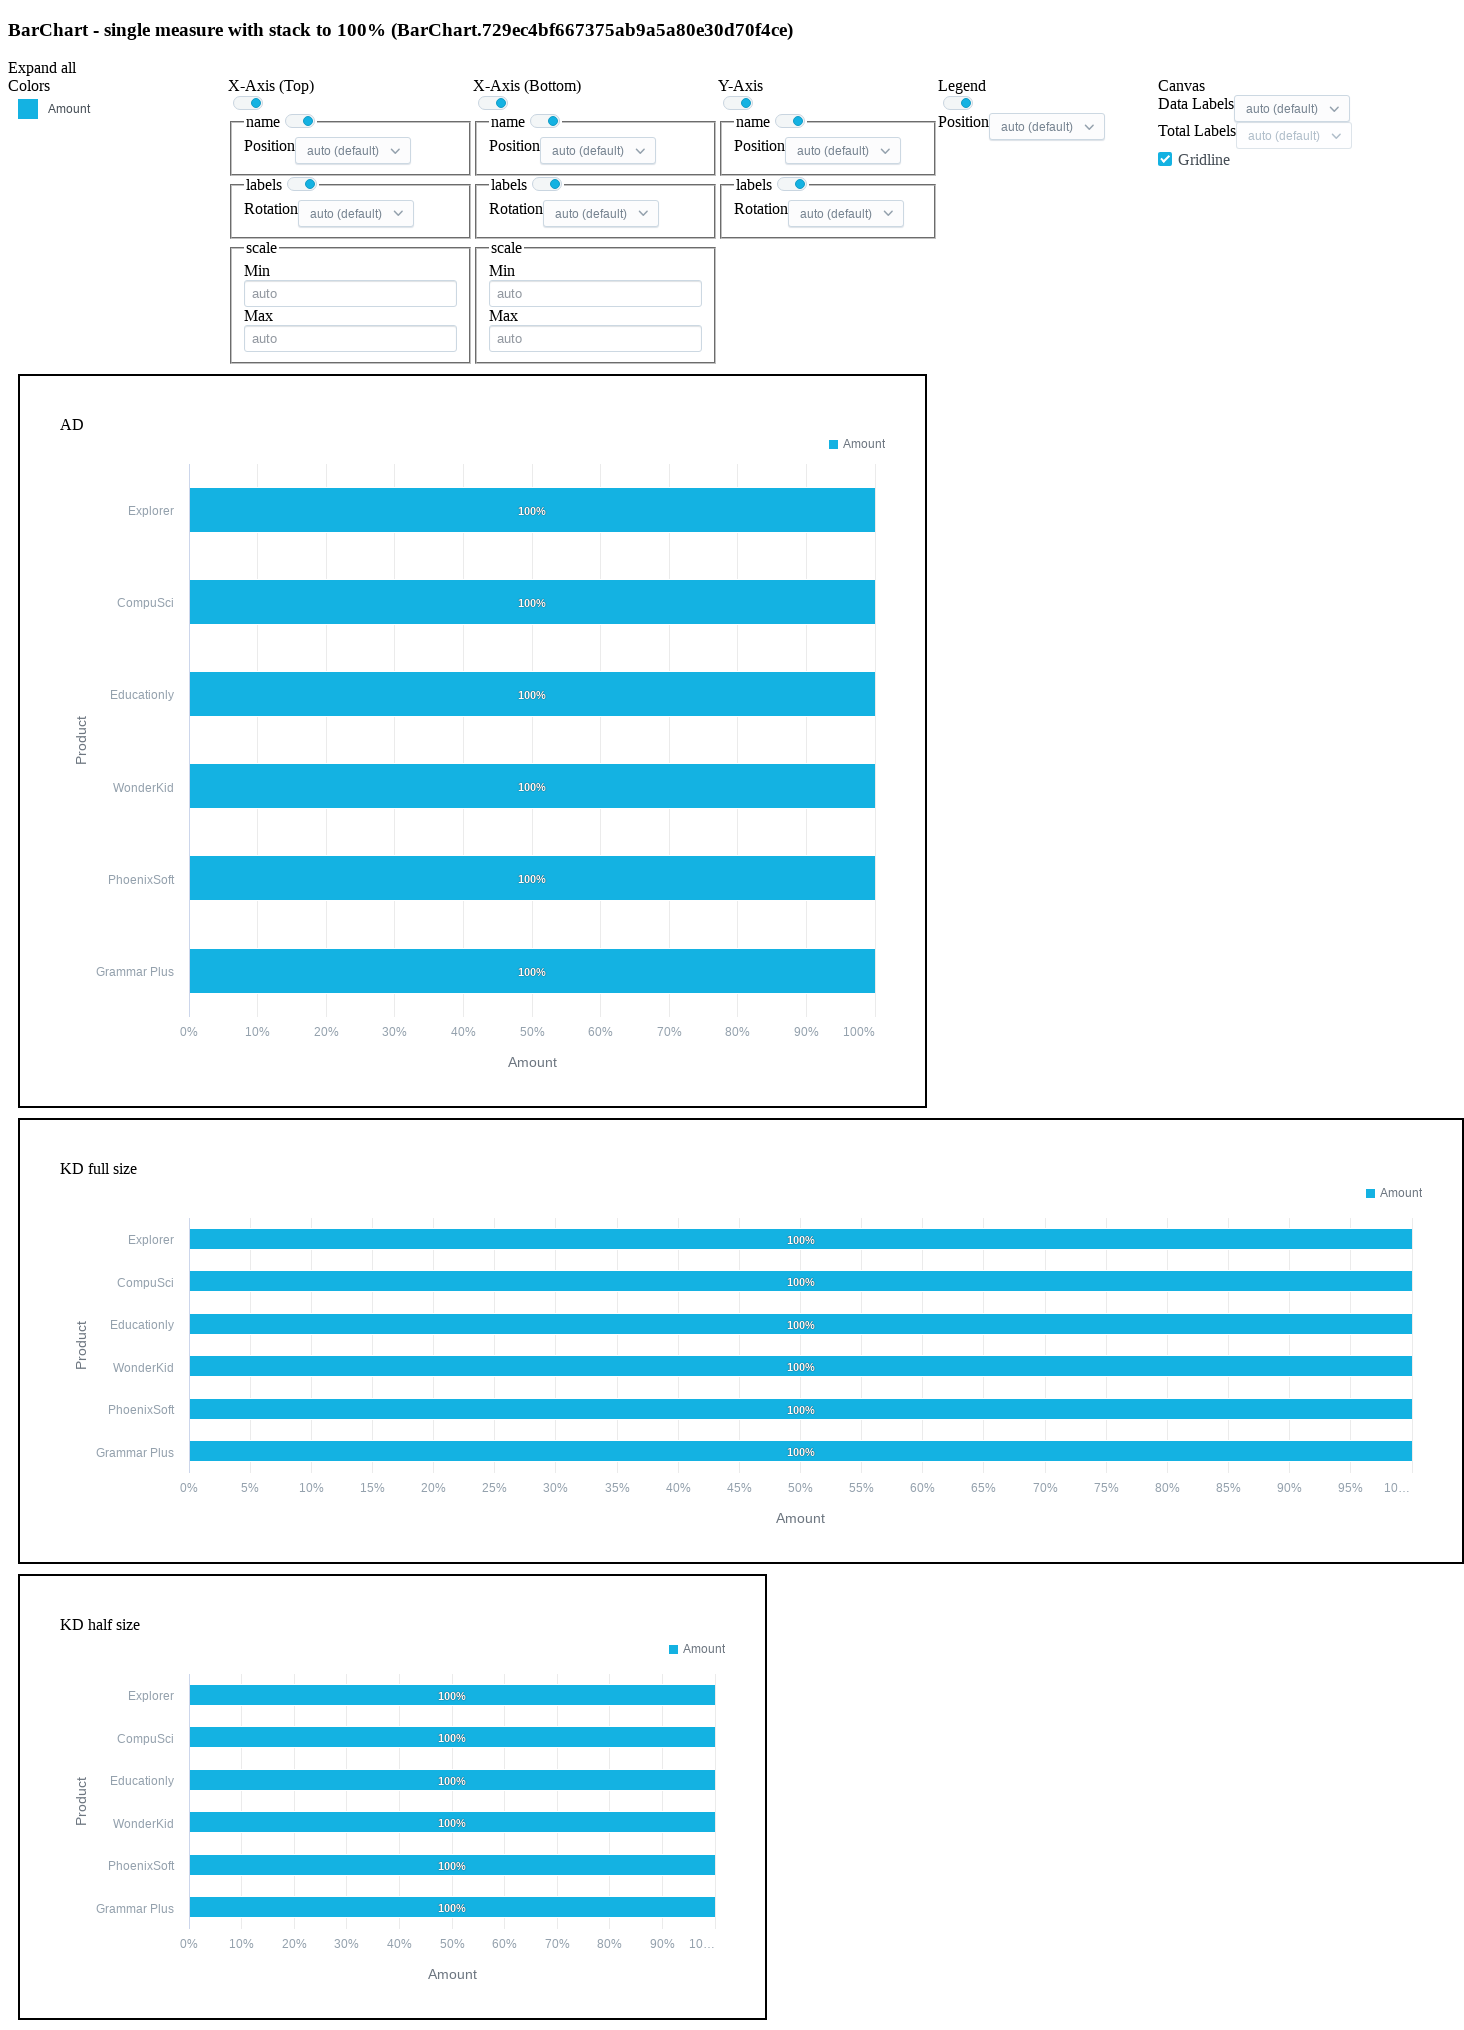 BarChart - single measure with stack to 100% (BarChart.729ec4bf667375ab9a5a80e30d70f4ce)
Expand all
Colors
Amount
X-Axis (Top)
name
Position auto (default)
labels
Rotation auto (default)
scale
Min
auto
Max
auto
X-Axis (Bottom)
name
Position auto (default)
labels
Rotation auto (default)
scale
Min
auto
Max
auto
Y-Axis
name
Position auto (default)
labels
Rotation auto (default)
Legend
Position auto (default)
Canvas
Data Labels auto (default)
Total Labels auto (default)
Gridline
AD
Amount
Product
Explorer 100%
CompuSci 100%
Educationly 100%
WonderKid 100%
PhoenixSoft 100%
Grammar Plus 100%
0% 10% 20% 30% 40% 50% 60% 70% 80% 90% 100%
Amount
KD full size
Amount
Product
Explorer 100%
CompuSci 100%
Educationly 100%
WonderKid 100%
PhoenixSoft 100%
Grammar Plus 100%
0% 5% 10% 15% 20% 25% 30% 35% 40% 45% 50% 55% 60% 65% 70% 75% 80% 85% 90% 95% 10…
Amount
KD half size
Amount
Product
Explorer 100%
CompuSci 100%
Educationly 100%
WonderKid 100%
PhoenixSoft 100%
Grammar Plus 100%
0% 10% 20% 30% 40% 50% 60% 70% 80% 90% 10…
Amount